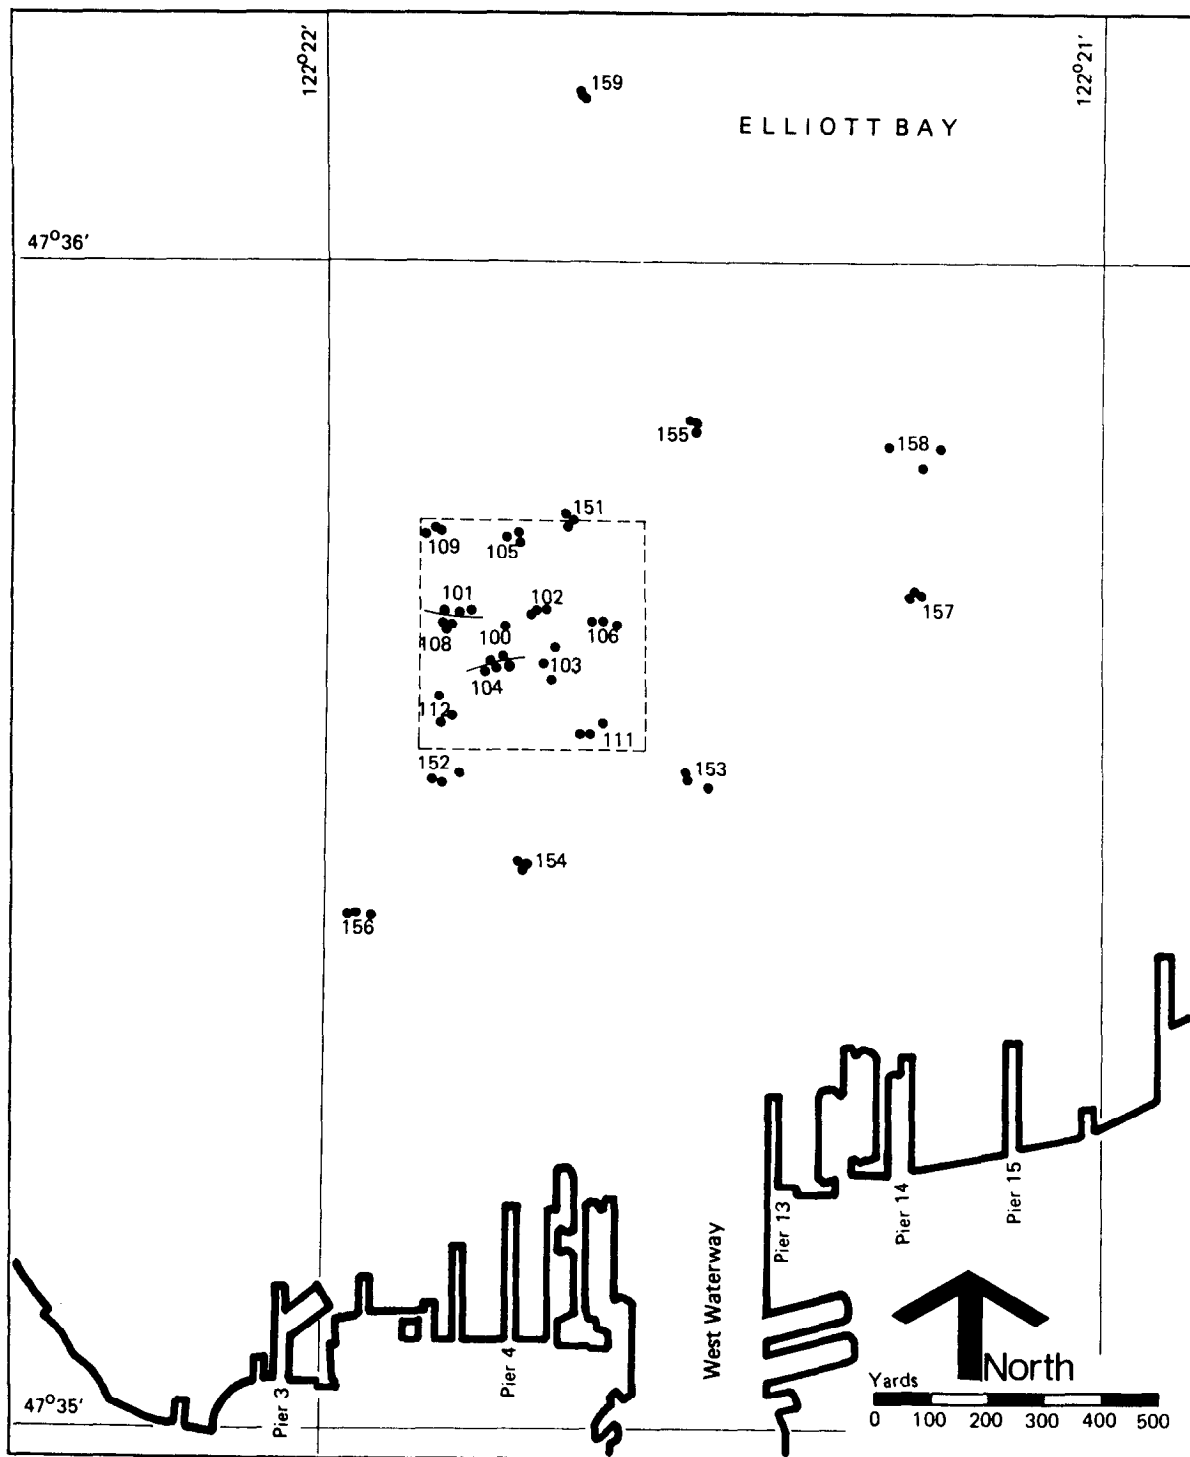 122°22'
122°21'
159
ELLIOTT BAY
47°36'
155
158
151
109
105
101
102
157
108
100
106
103
104
112
111
152
153
154
156
Pier 13
Pier 14
Pier 15
West Waterway
Pier 4
North
Yards
47°35'
Pier 3
0 100 200 300 400 500